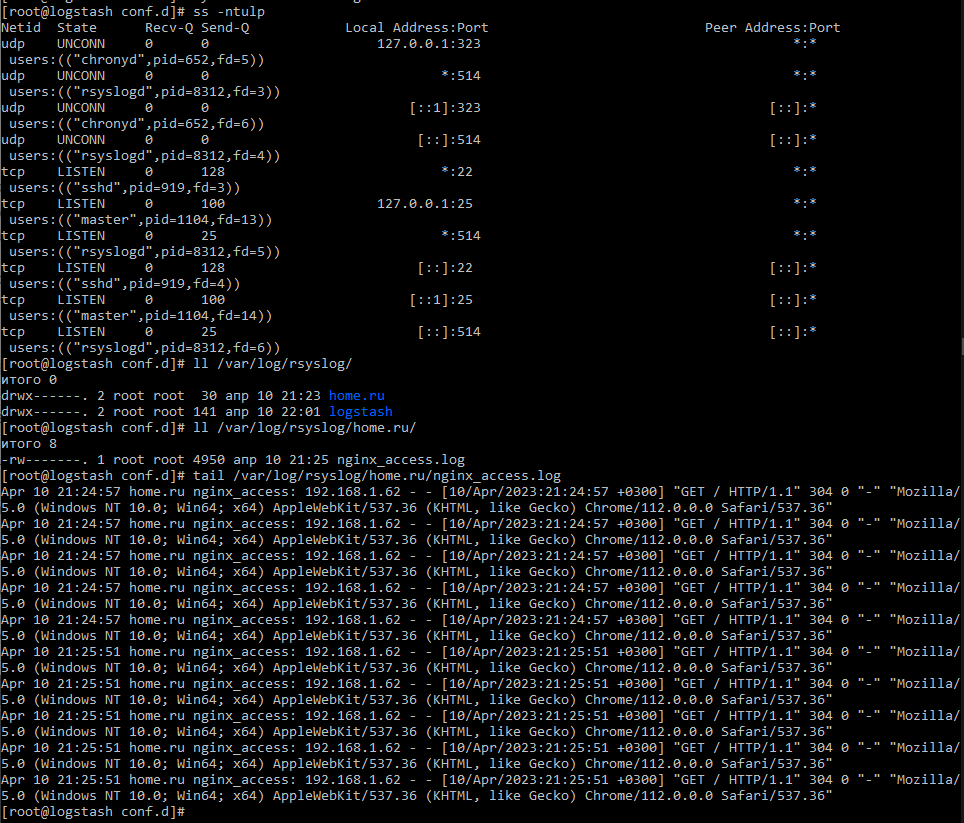 [root@logstash conf.d]# ss -ntulp
Netid  State      Recv-Q Send-Q            Local Address:Port                           Peer Address:Port
udp    UNCONN     0      0                     127.0.0.1:323                                       *:*
 users:(("chronyd",pid=652,fd=5))
udp    UNCONN     0      0                             *:514                                       *:*
 users:(("rsyslogd",pid=8312,fd=3))
udp    UNCONN     0      0                         [::1]:323                                    [::]:*
 users:(("chronyd",pid=652,fd=6))
udp    UNCONN     0      0                          [::]:514                                    [::]:*
 users:(("rsyslogd",pid=8312,fd=4))
tcp    LISTEN     0      128                           *:22                                        *:*
 users:(("sshd",pid=919,fd=3))
tcp    LISTEN     0      100                   127.0.0.1:25                                        *:*
 users:(("master",pid=1104,fd=13))
tcp    LISTEN     0      25                            *:514                                       *:*
 users:(("rsyslogd",pid=8312,fd=5))
tcp    LISTEN     0      128                        [::]:22                                     [::]:*
 users:(("sshd",pid=919,fd=4))
tcp    LISTEN     0      100                       [::1]:25                                     [::]:*
 users:(("master",pid=1104,fd=14))
tcp    LISTEN     0      25                         [::]:514                                    [::]:*
 users:(("rsyslogd",pid=8312,fd=6))
[root@logstash conf.d]# ll /var/log/rsyslog/
итого 0
drwx------. 2 root root  30 апр 10 21:23 home.ru
drwx------. 2 root root 141 апр 10 22:01 logstash
[root@logstash conf.d]# ll /var/log/rsyslog/home.ru/
итого 8
-rw-------. 1 root root 4950 апр 10 21:25 nginx_access.log
[root@logstash conf.d]# tail /var/log/rsyslog/home.ru/nginx_access.log
Apr 10 21:24:57 home.ru nginx_access: 192.168.1.62 - - [10/Apr/2023:21:24:57 +0300] "GET / HTTP/1.1" 304 0 "-" "Mozilla/
5.0 (Windows NT 10.0; Win64; x64) AppleWebKit/537.36 (KHTML, like Gecko) Chrome/112.0.0.0 Safari/537.36"
Apr 10 21:24:57 home.ru nginx_access: 192.168.1.62 - - [10/Apr/2023:21:24:57 +0300] "GET / HTTP/1.1" 304 0 "-" "Mozilla/
5.0 (Windows NT 10.0; Win64; x64) AppleWebKit/537.36 (KHTML, like Gecko) Chrome/112.0.0.0 Safari/537.36"
Apr 10 21:24:57 home.ru nginx_access: 192.168.1.62 - - [10/Apr/2023:21:24:57 +0300] "GET / HTTP/1.1" 304 0 "-" "Mozilla/
5.0 (Windows NT 10.0; Win64; x64) AppleWebKit/537.36 (KHTML, like Gecko) Chrome/112.0.0.0 Safari/537.36"
Apr 10 21:24:57 home.ru nginx_access: 192.168.1.62 - - [10/Apr/2023:21:24:57 +0300] "GET / HTTP/1.1" 304 0 "-" "Mozilla/
5.0 (Windows NT 10.0; Win64; x64) AppleWebKit/537.36 (KHTML, like Gecko) Chrome/112.0.0.0 Safari/537.36"
Apr 10 21:24:57 home.ru nginx_access: 192.168.1.62 - - [10/Apr/2023:21:24:57 +0300] "GET / HTTP/1.1" 304 0 "-" "Mozilla/
5.0 (Windows NT 10.0; Win64; x64) AppleWebKit/537.36 (KHTML, like Gecko) Chrome/112.0.0.0 Safari/537.36"
Apr 10 21:25:51 home.ru nginx_access: 192.168.1.62 - - [10/Apr/2023:21:25:51 +0300] "GET / HTTP/1.1" 304 0 "-" "Mozilla/
5.0 (Windows NT 10.0; Win64; x64) AppleWebKit/537.36 (KHTML, like Gecko) Chrome/112.0.0.0 Safari/537.36"
Apr 10 21:25:51 home.ru nginx_access: 192.168.1.62 - - [10/Apr/2023:21:25:51 +0300] "GET / HTTP/1.1" 304 0 "-" "Mozilla/
5.0 (Windows NT 10.0; Win64; x64) AppleWebKit/537.36 (KHTML, like Gecko) Chrome/112.0.0.0 Safari/537.36"
Apr 10 21:25:51 home.ru nginx_access: 192.168.1.62 - - [10/Apr/2023:21:25:51 +0300] "GET / HTTP/1.1" 304 0 "-" "Mozilla/
5.0 (Windows NT 10.0; Win64; x64) AppleWebKit/537.36 (KHTML, like Gecko) Chrome/112.0.0.0 Safari/537.36"
Apr 10 21:25:51 home.ru nginx_access: 192.168.1.62 - - [10/Apr/2023:21:25:51 +0300] "GET / HTTP/1.1" 304 0 "-" "Mozilla/
5.0 (Windows NT 10.0; Win64; x64) AppleWebKit/537.36 (KHTML, like Gecko) Chrome/112.0.0.0 Safari/537.36"
Apr 10 21:25:51 home.ru nginx_access: 192.168.1.62 - - [10/Apr/2023:21:25:51 +0300] "GET / HTTP/1.1" 304 0 "-" "Mozilla/
5.0 (Windows NT 10.0; Win64; x64) AppleWebKit/537.36 (KHTML, like Gecko) Chrome/112.0.0.0 Safari/537.36"
[root@logstash conf.d]#